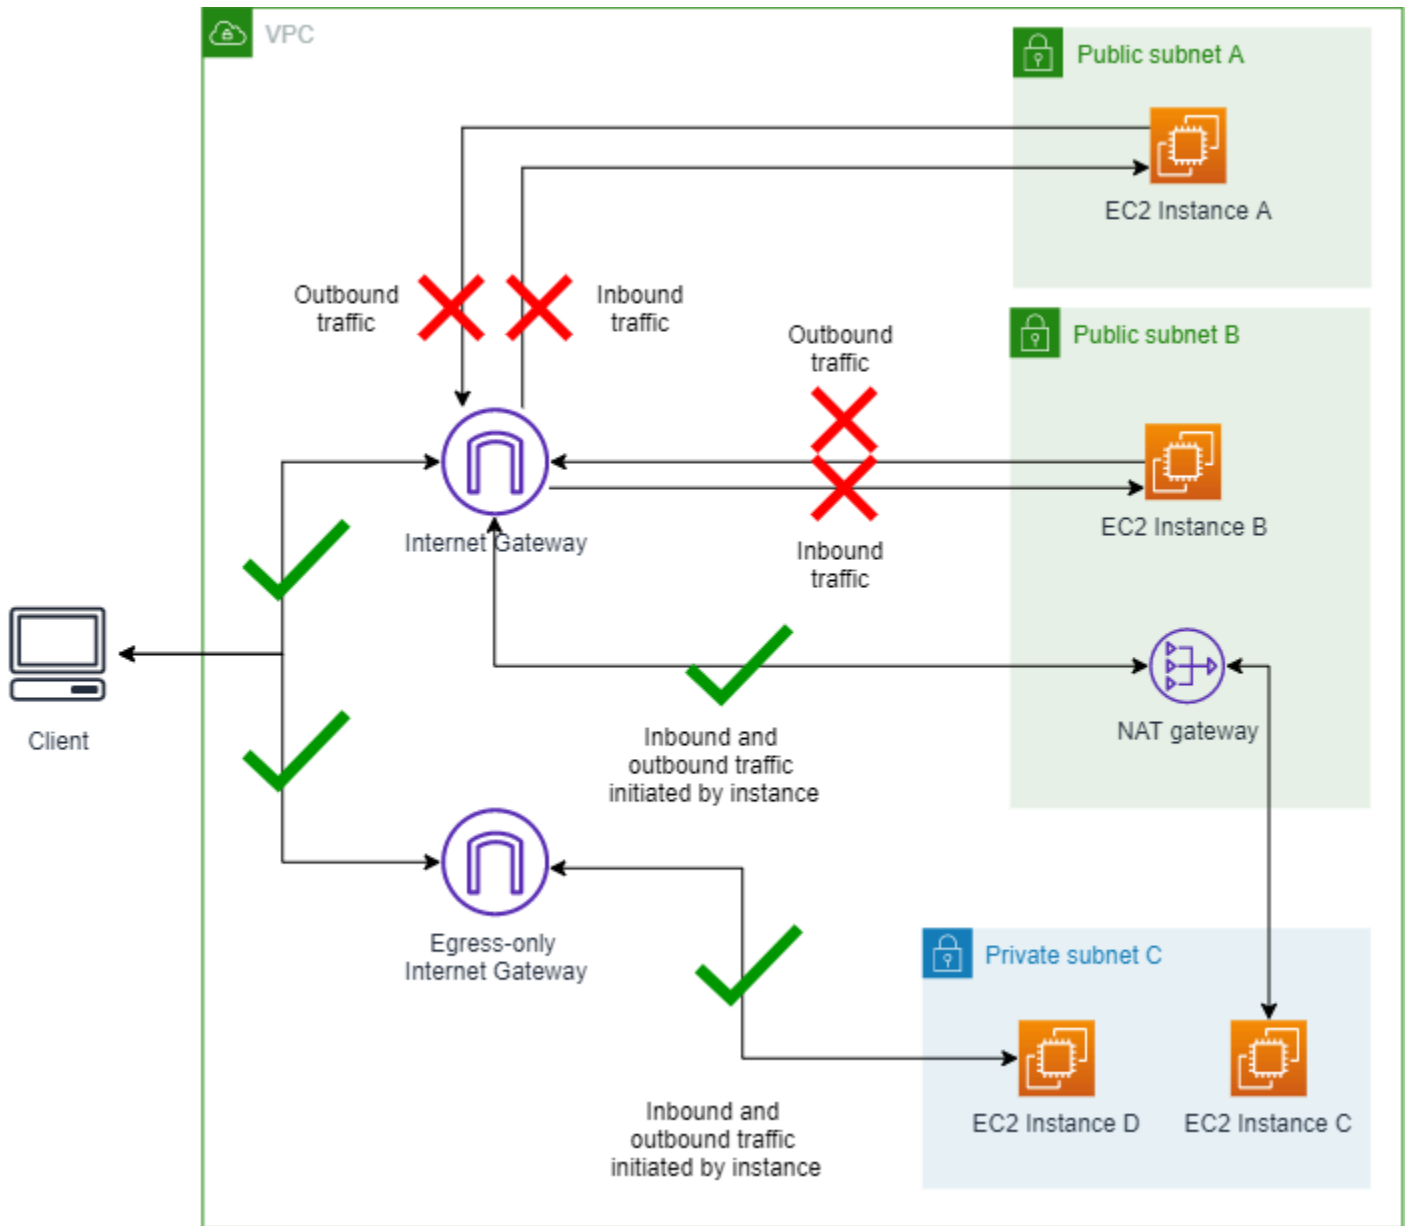 VPC
Public subnet A
EC2 Instance A
Outbound
traffic
Inbound
traffic
Public subnet B
Outbound
traffic
EC2 Instance B
Internet Gateway
Inbound
traffic
Client
NAT gateway
Inbound and
outbound traffic
initiated by instance
Egress-only
Internet Gateway
Private subnet C
EC2 Instance D
EC2 Instance C
Inbound and
outbound traffic
initiated by instance